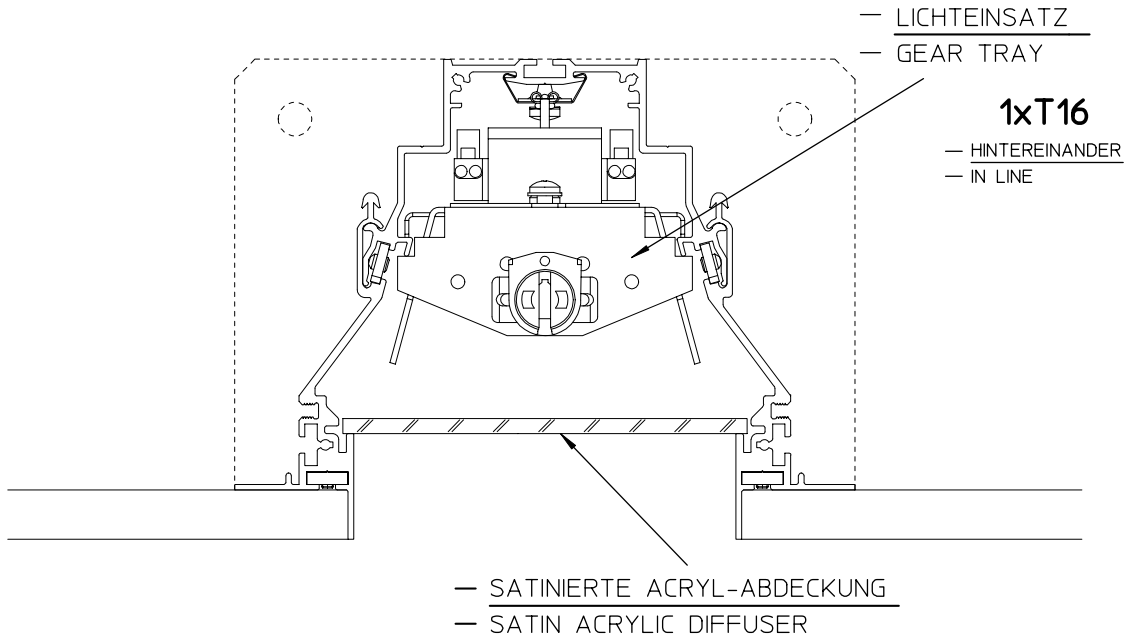 — LICHTEINSATZ
— GEAR TRAY
1xT16
— HINTEREINANDER
— IN LINE
— SATINIERTE ACRYL-ABDECKUNG
— SATIN ACRYLIC DIFFUSER